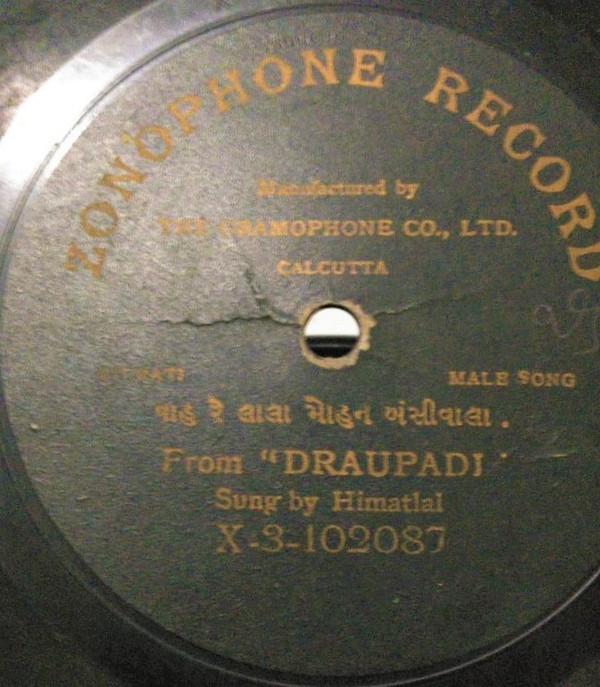 ZONOPHONE RECORD
Manufactured by
THE GRAMOPHONE CO., LTD.
CALCUTTA
MALE SONG
વાહ રે લાલા મોહન બંસીવાલા .
From "DRAUPADI"
Sung by Himatlal
X-3-102087